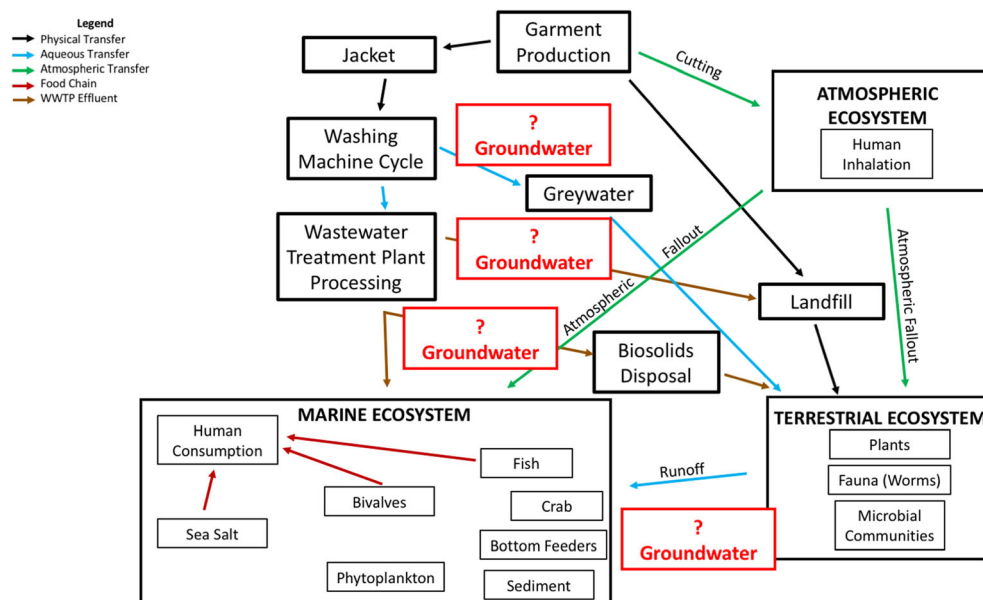 Legend
Physical Transfer
Aqueous Transfer
Atmospheric Transfer
Food Chain
WWTP Effluent
Garment
Production
Jacket
Cutting
ATMOSPHERIC
ECOSYSTEM
Human
Inhalation
Washing
Machine Cycle
?
Groundwater
Greywater
Wastewater
Treatment Plant
Processing
?
Groundwater
Atmospheric Fallout
Atmospheric Fallout
Landfill
?
Groundwater
Biosolids
Disposal
MARINE ECOSYSTEM
Human
Consumption
Fish
Bivalves
Crab
Sea Salt
Bottom Feeders
Phytoplankton
Sediment
Runoff
TERRESTRIAL ECOSYSTEM
Plants
Fauna (Worms)
Microbial
Communities
?
Groundwater